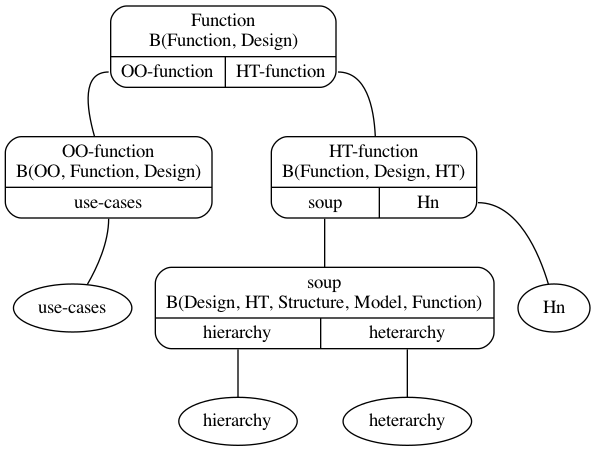 Function
B(Function, Design)
OO-function
HT-function
OO-function
B(OO, Function, Design)
use-cases
HT-function
B(Function, Design, HT)
soup
Hn
use-cases
soup
B(Design, HT, Structure, Model, Function)
hierarchy
heterarchy
Hn
hierarchy
heterarchy